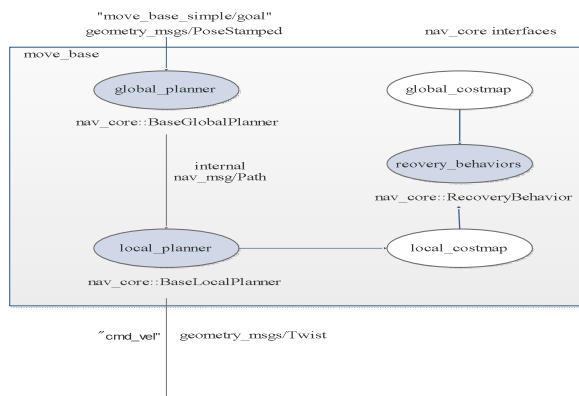 "move_base_simple/goal"
geometry_msgs/PoseStamped
nav_core interfaces
move_base
global_planner
global_costmap
nav_core::BaseGlobalPlanner
internal
nav_msg/Path
reovery_behaviors
nav_core::RecoveryBehavior
local_planner
local_costmap
nav_core::BaseLocalPlanner
"cmd_vel"
geometry_msgs/Twist